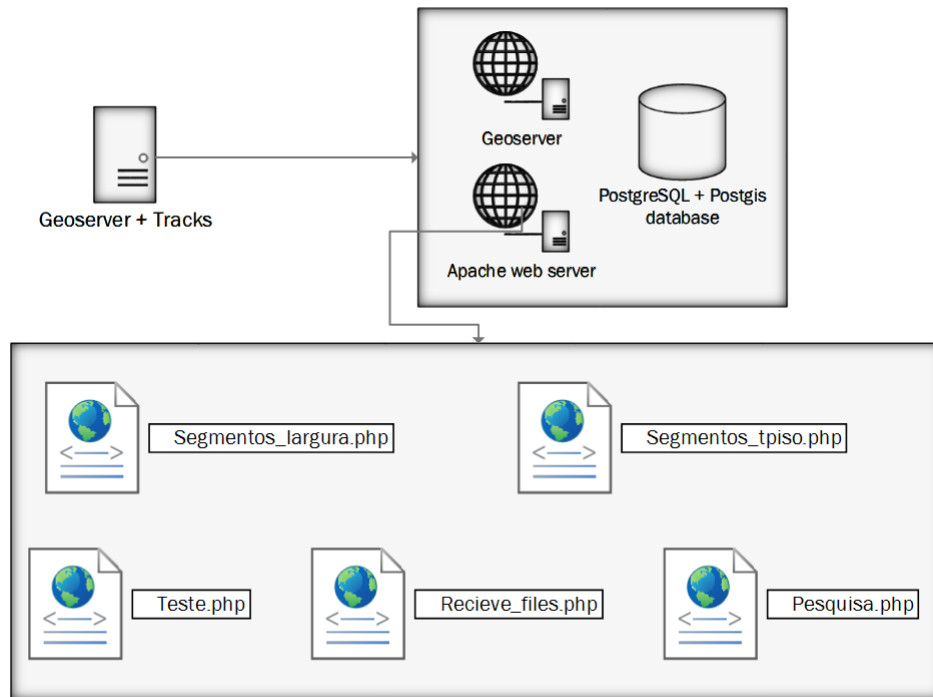 Geoserver
Geoserver + Tracks
PostgreSQL + Postgis
database
Apache web server
Segmentos_largura.php
Segmentos_tpiso.php
Teste.php
Recieve_files.php
Pesquisa.php